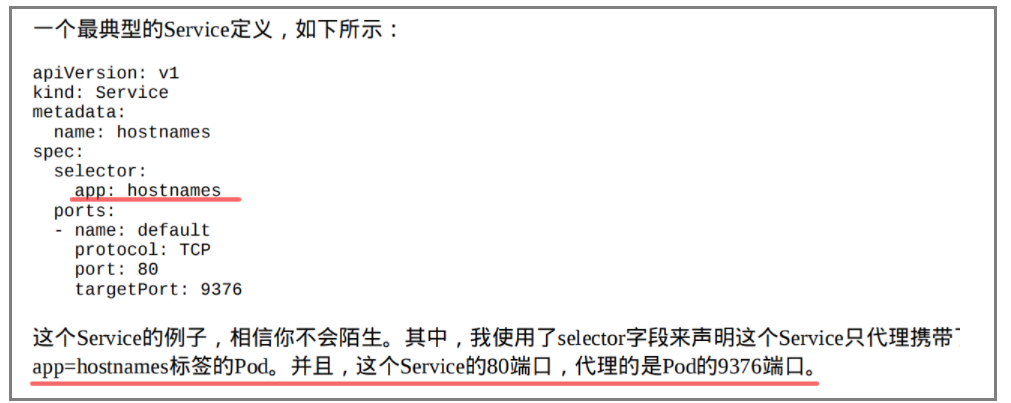 一个最典型的Service定义，如下所示：
apiVersion: v1
kind: Service
metadata:
  name: hostnames
spec:
  selector:
    app: hostnames
  ports:
  - name: default
    protocol: TCP
    port: 80
    targetPort: 9376
这个Service的例子，相信你不会陌生。其中，我使用了selector字段来声明这个Service只代理携带
app=hostnames标签的Pod。并且，这个Service的80端口，代理的是Pod的9376端口。